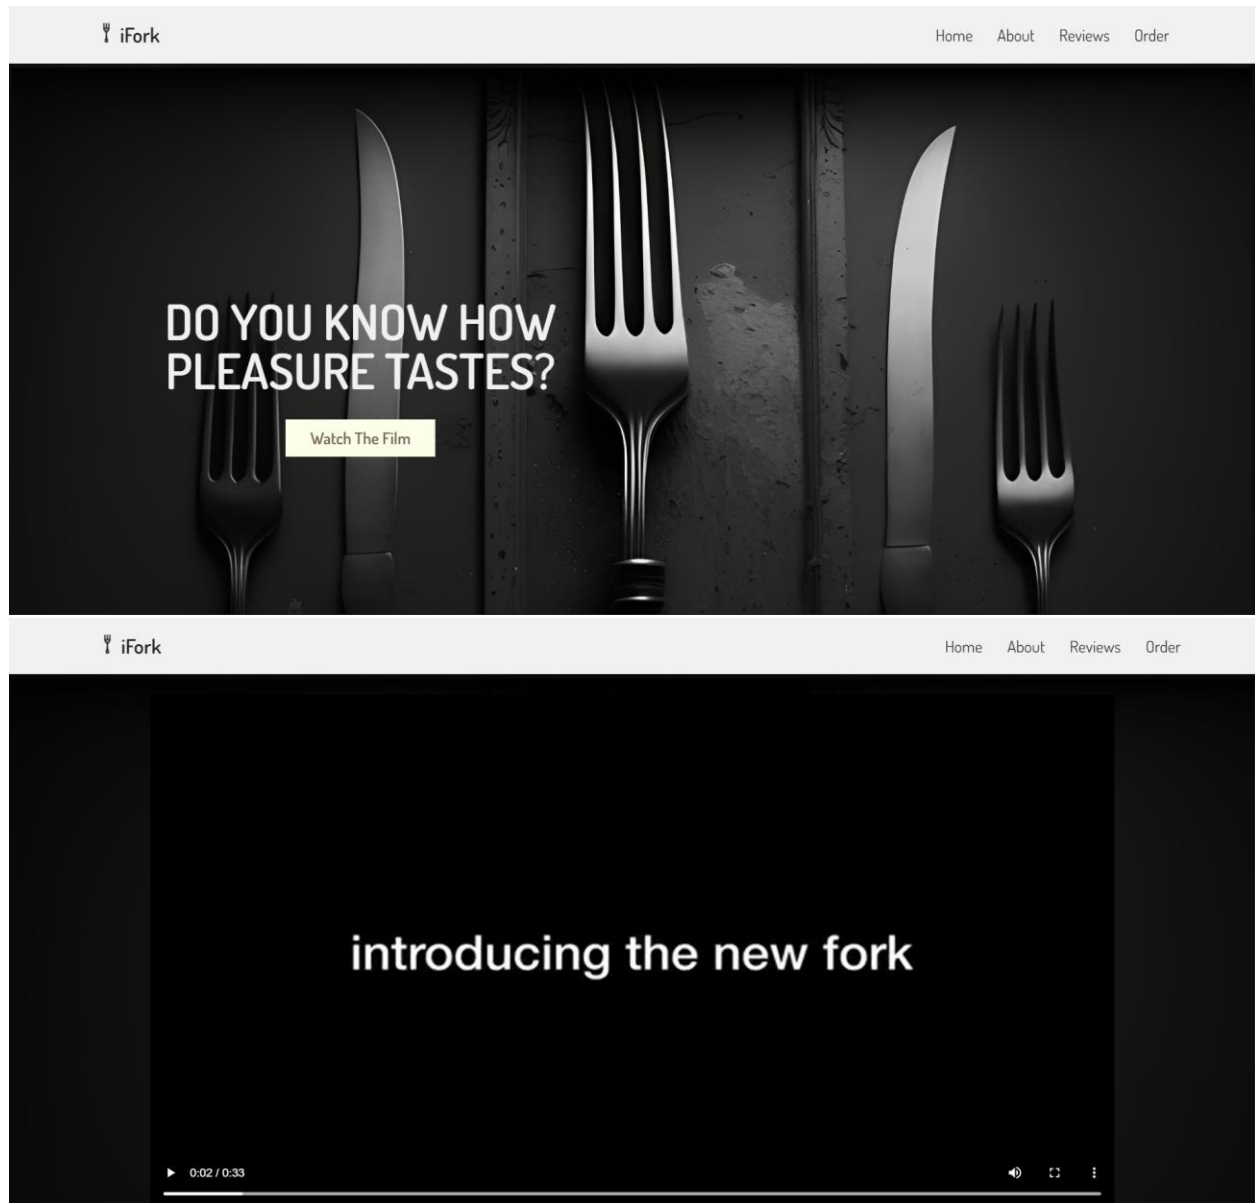 iFork
Home About Reviews Order
DO YOU KNOW HOW
PLEASURE TASTES?
Watch The Film
iFork
Home About Reviews Order
introducing the new fork
0:02 / 0:33